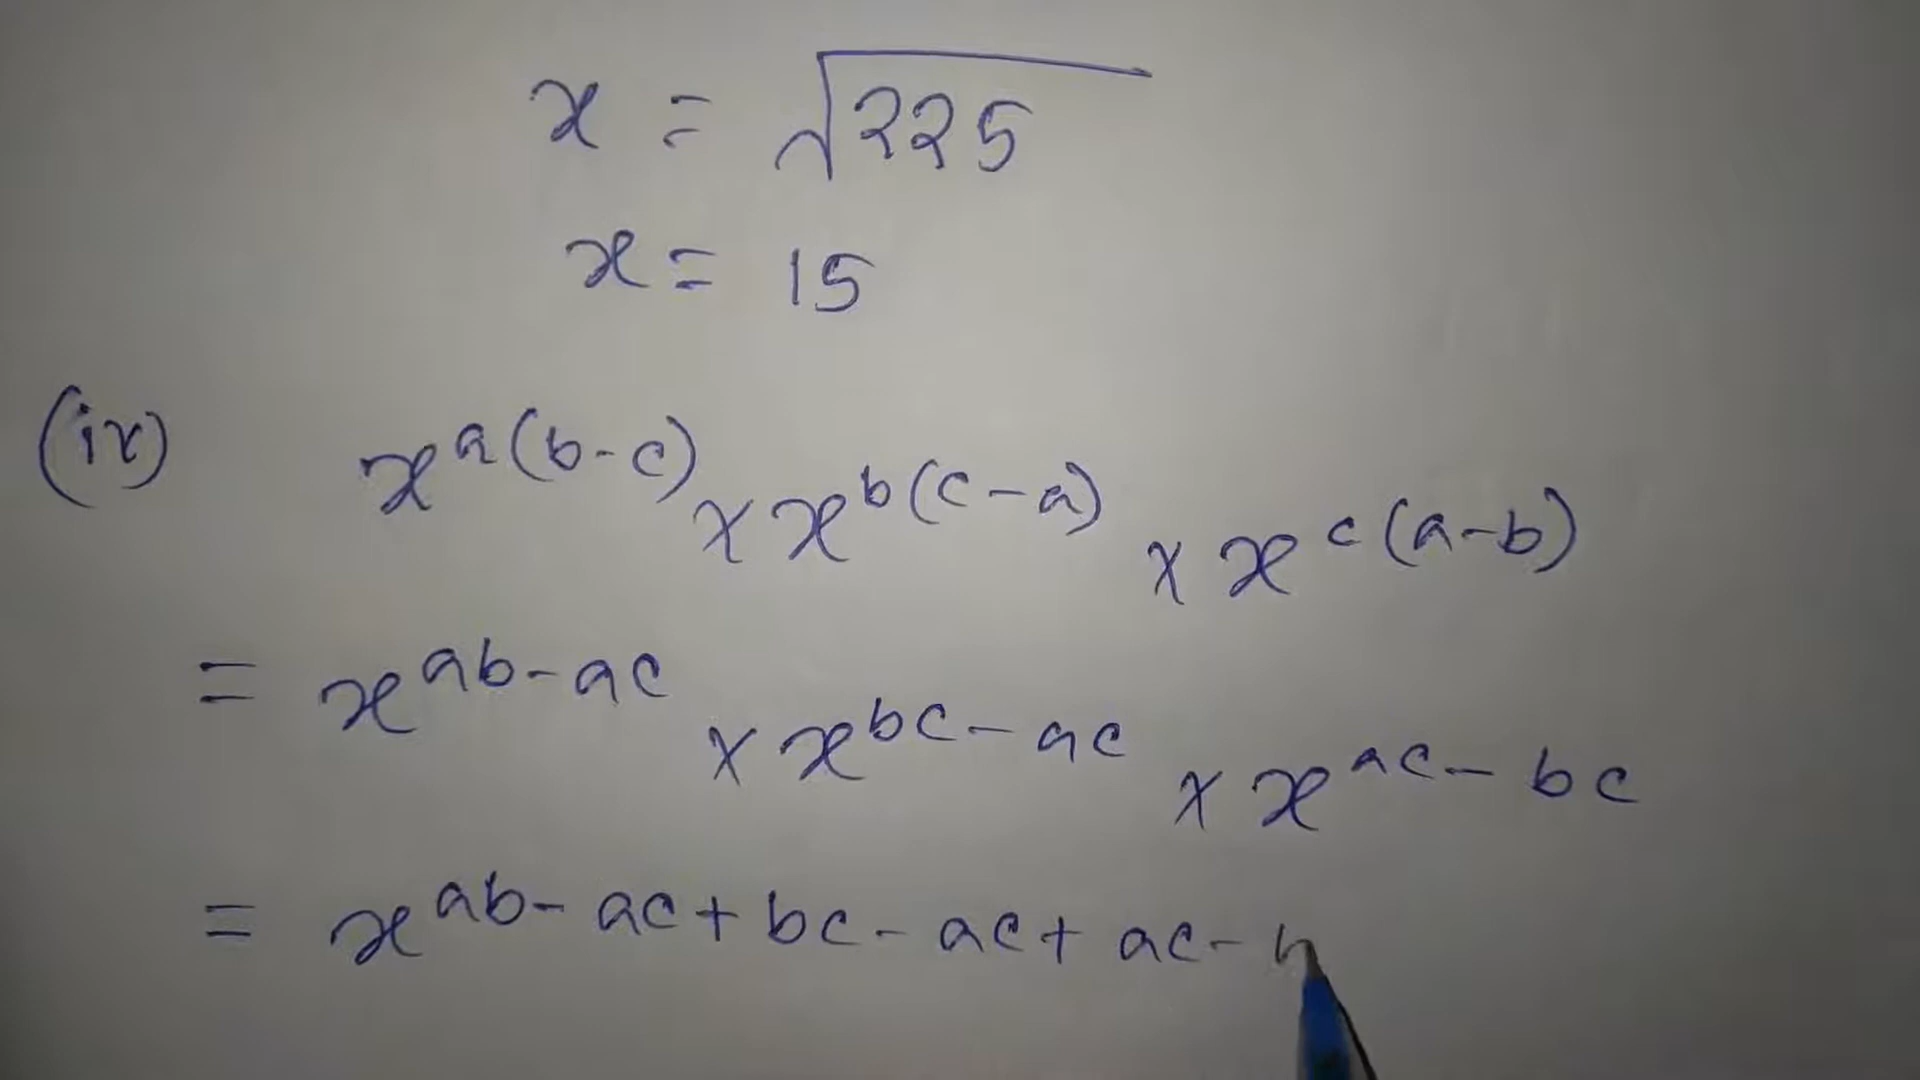 x = √225
x = 15
(iv) x^a(b-c) × x^b(c-a) × x^c(a-b)
= x^ab-ac × x^bc-ac × x^ac-bc
= x^ab-ac+bc-ac+ac-